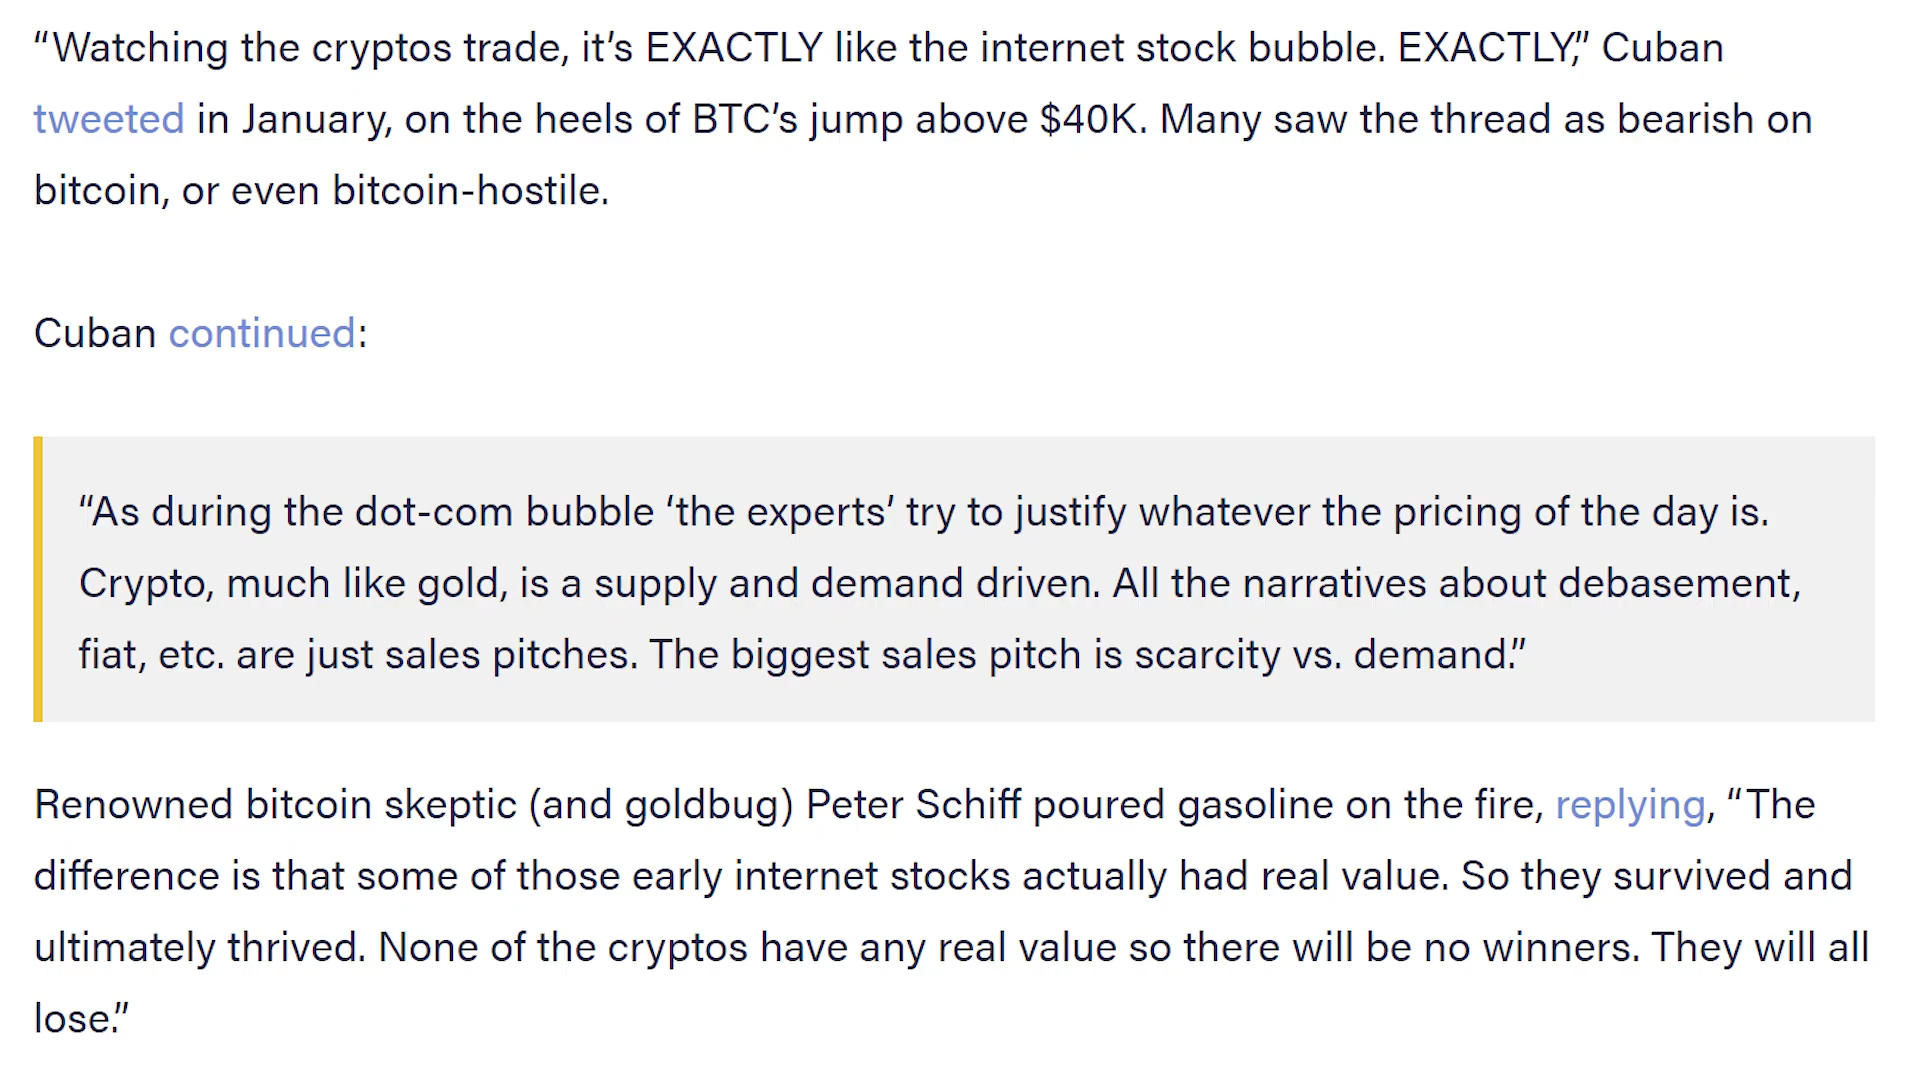 “Watching the cryptos trade, it’s EXACTLY like the internet stock bubble. EXACTLY,” Cuban
tweeted in January, on the heels of BTC’s jump above $40K. Many saw the thread as bearish on
bitcoin, or even bitcoin-hostile.
Cuban continued:
“As during the dot-com bubble ‘the experts’ try to justify whatever the pricing of the day is.
Crypto, much like gold, is a supply and demand driven. All the narratives about debasement,
fiat, etc. are just sales pitches. The biggest sales pitch is scarcity vs. demand.”
Renowned bitcoin skeptic (and goldbug) Peter Schiff poured gasoline on the fire, replying, “The
difference is that some of those early internet stocks actually had real value. So they survived and
ultimately thrived. None of the cryptos have any real value so there will be no winners. They will all
lose.”